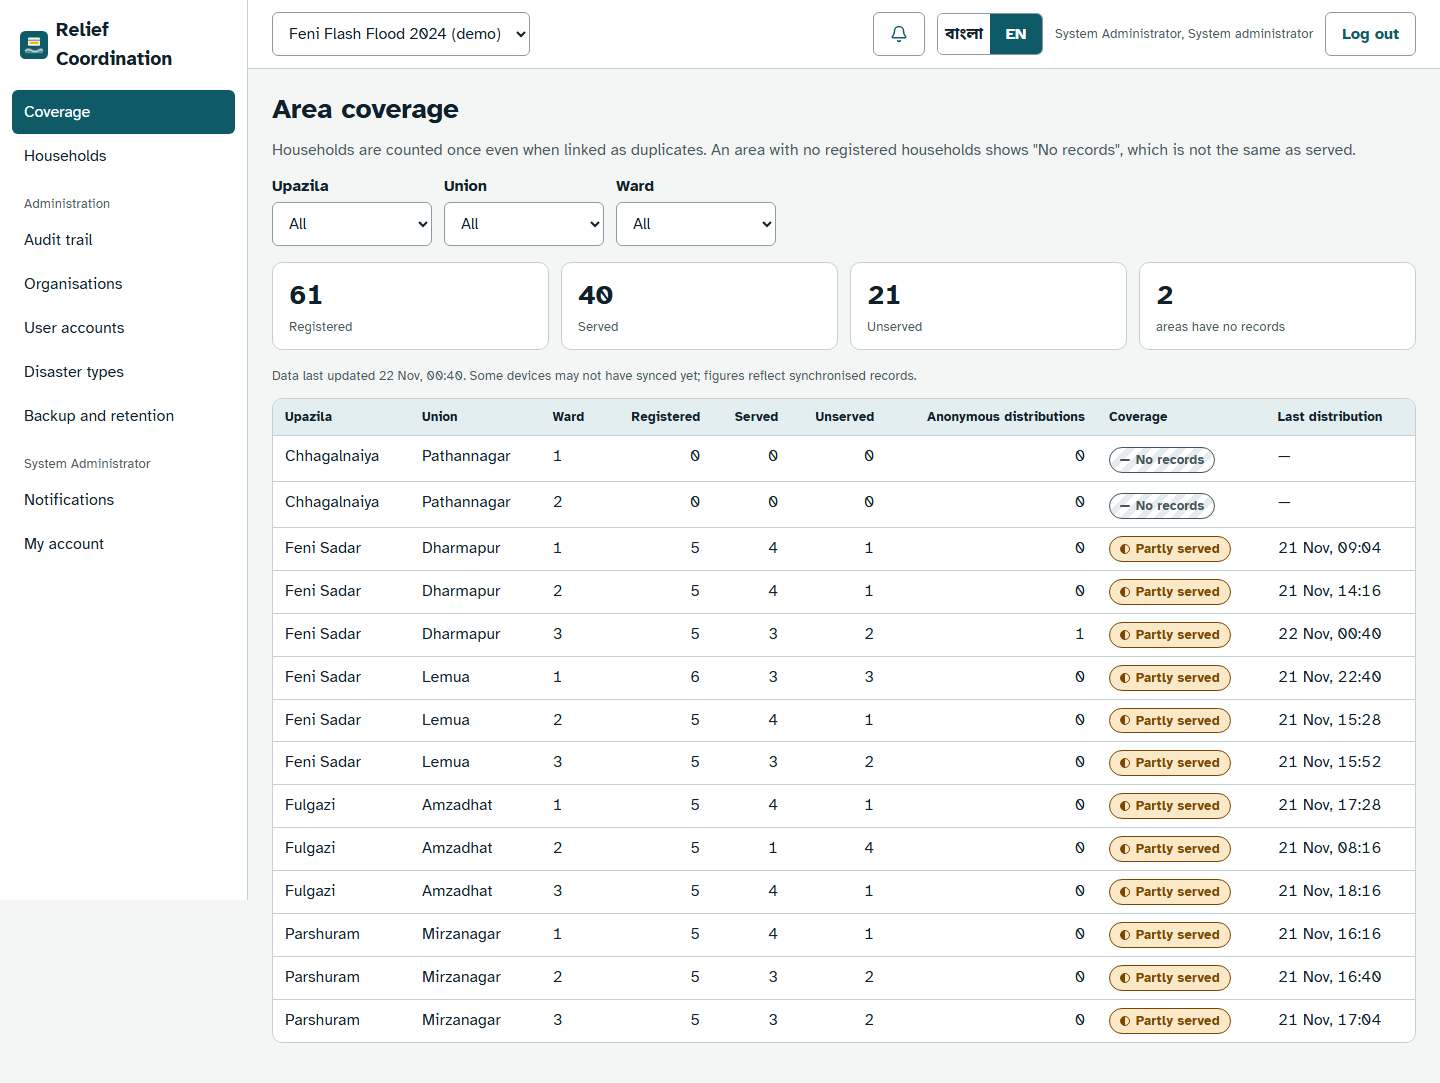 Relief
Coordination
Feni Flash Flood 2024 (demo)
বাংলা EN System Administrator, System administrator Log out
Coverage
Households
Administration
Audit trail
Organisations
User accounts
Disaster types
Backup and retention
System Administrator
Notifications
My account
Area coverage
Households are counted once even when linked as duplicates. An area with no registered households shows "No records", which is not the same as served.
Upazila Union Ward
All All All
61 40 21 2
Registered Served Unserved areas have no records
Data last updated 22 Nov, 00:40. Some devices may not have synced yet; figures reflect synchronised records.
Upazila Union Ward Registered Served Unserved Anonymous distributions Coverage Last distribution
Chhagalnaiya Pathannagar 1 0 0 0 0 — No records —
Chhagalnaiya Pathannagar 2 0 0 0 0 — No records —
Feni Sadar Dharmapur 1 5 4 1 0 Partly served 21 Nov, 09:04
Feni Sadar Dharmapur 2 5 4 1 0 Partly served 21 Nov, 14:16
Feni Sadar Dharmapur 3 5 3 2 1 Partly served 22 Nov, 00:40
Feni Sadar Lemua 1 6 3 3 0 Partly served 21 Nov, 22:40
Feni Sadar Lemua 2 5 4 1 0 Partly served 21 Nov, 15:28
Feni Sadar Lemua 3 5 3 2 0 Partly served 21 Nov, 15:52
Fulgazi Amzadhat 1 5 4 1 0 Partly served 21 Nov, 17:28
Fulgazi Amzadhat 2 5 1 4 0 Partly served 21 Nov, 08:16
Fulgazi Amzadhat 3 5 4 1 0 Partly served 21 Nov, 18:16
Parshuram Mirzanagar 1 5 4 1 0 Partly served 21 Nov, 16:16
Parshuram Mirzanagar 2 5 3 2 0 Partly served 21 Nov, 16:40
Parshuram Mirzanagar 3 5 3 2 0 Partly served 21 Nov, 17:04